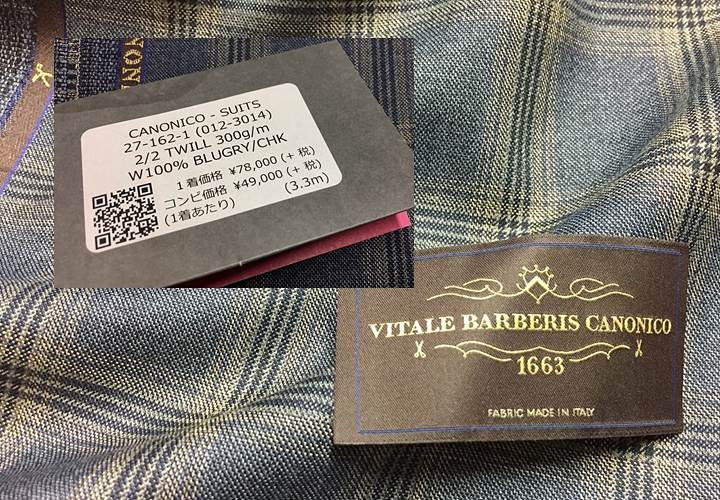 NON
CANONICO - SUITS
27-162-1 (012-3014)
2/2 TWILL 300g/m
W100% BLUGRY/CHK
1着価格 ¥78,000 (+ 税)
コンビ価格 ¥49,000 (+ 税)
(1着あたり) (3.3m)
VITALE BARBERIS CANONICO
1663
FABRIC MADE IN ITALY